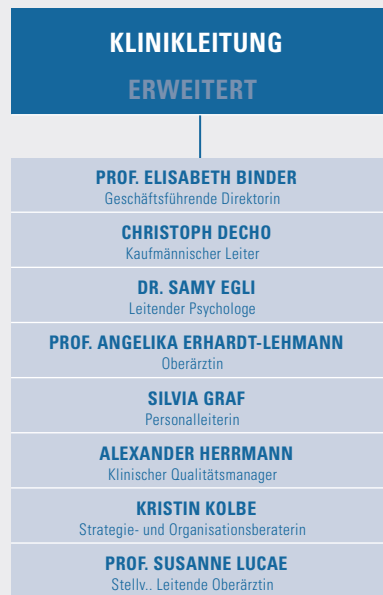 KLINIKLEITUNG
ERWEITERT
PROF. ELISABETH BINDER
Geschäftsführende Direktorin
CHRISTOPH DECHO
Kaufmännischer Leiter
DR. SAMY EGLI
Leitender Psychologe
PROF. ANGELIKA ERHARDT-LEHMANN
Oberärztin
SILVIA GRAF
Personalleiterin
ALEXANDER HERRMANN
Klinischer Qualitätsmanager
KRISTIN KOLBE
Strategie- und Organisationsberaterin
PROF. SUSANNE LUCAE
Stellv.. Leitende Oberärztin